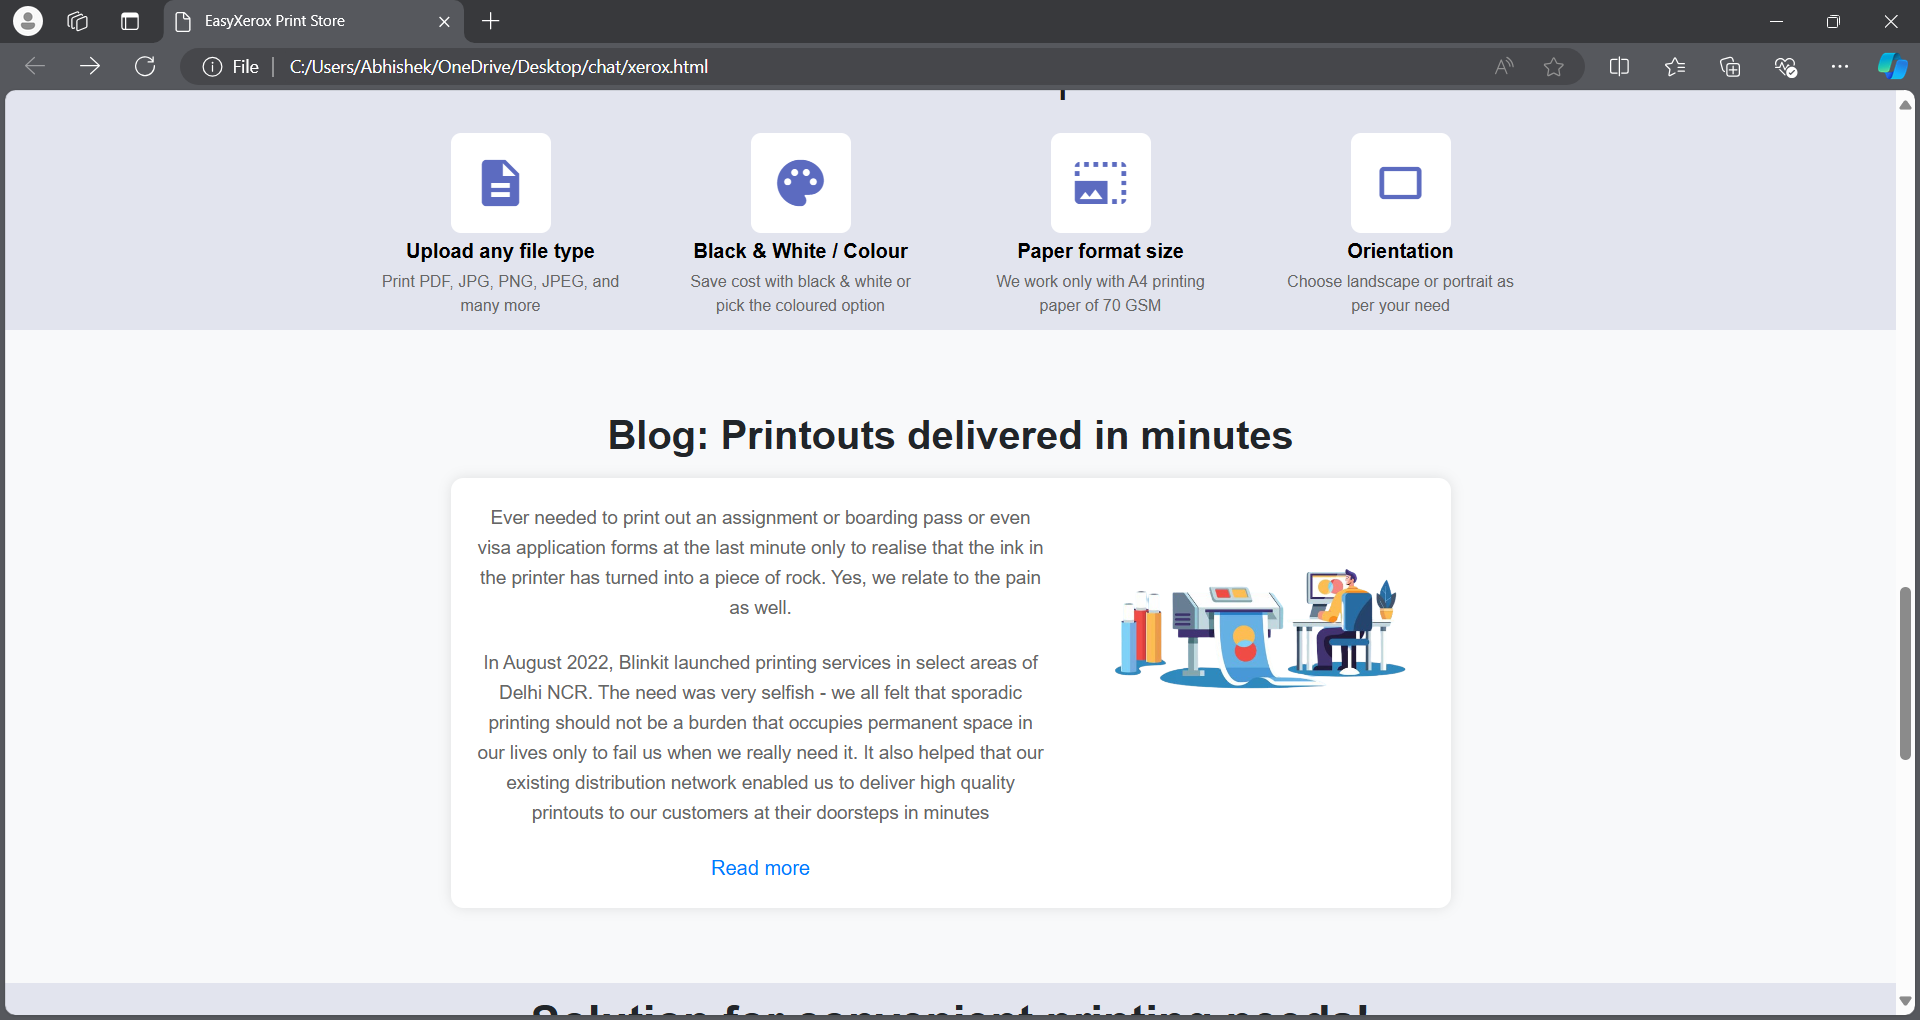 EasyXerox Print Store
File
C:/Users/Abhishek/OneDrive/Desktop/chat/xerox.html
Upload any file type
Print PDF, JPG, PNG, JPEG, and
many more
Black & White / Colour
Save cost with black & white or
pick the coloured option
Paper format size
We work only with A4 printing
paper of 70 GSM
Orientation
Choose landscape or portrait as
per your need
Blog: Printouts delivered in minutes
Ever needed to print out an assignment or boarding pass or even
visa application forms at the last minute only to realise that the ink in
the printer has turned into a piece of rock. Yes, we relate to the pain
as well.
In August 2022, Blinkit launched printing services in select areas of
Delhi NCR. The need was very selfish - we all felt that sporadic
printing should not be a burden that occupies permanent space in
our lives only to fail us when we really need it. It also helped that our
existing distribution network enabled us to deliver high quality
printouts to our customers at their doorsteps in minutes
Read more
Solution for convenient printing needs!